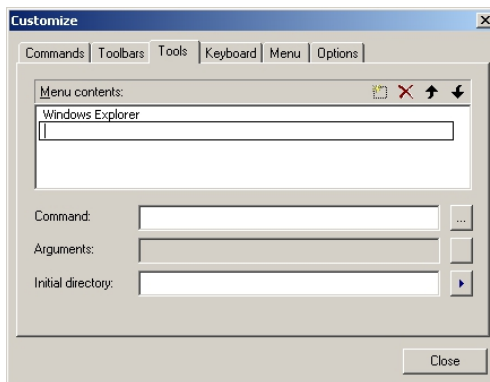 Customize
Commands Toolbars Tools Keyboard Menu Options
Menu contents:
Windows Explorer
Command:
...
Arguments:
Initial directory:
Close